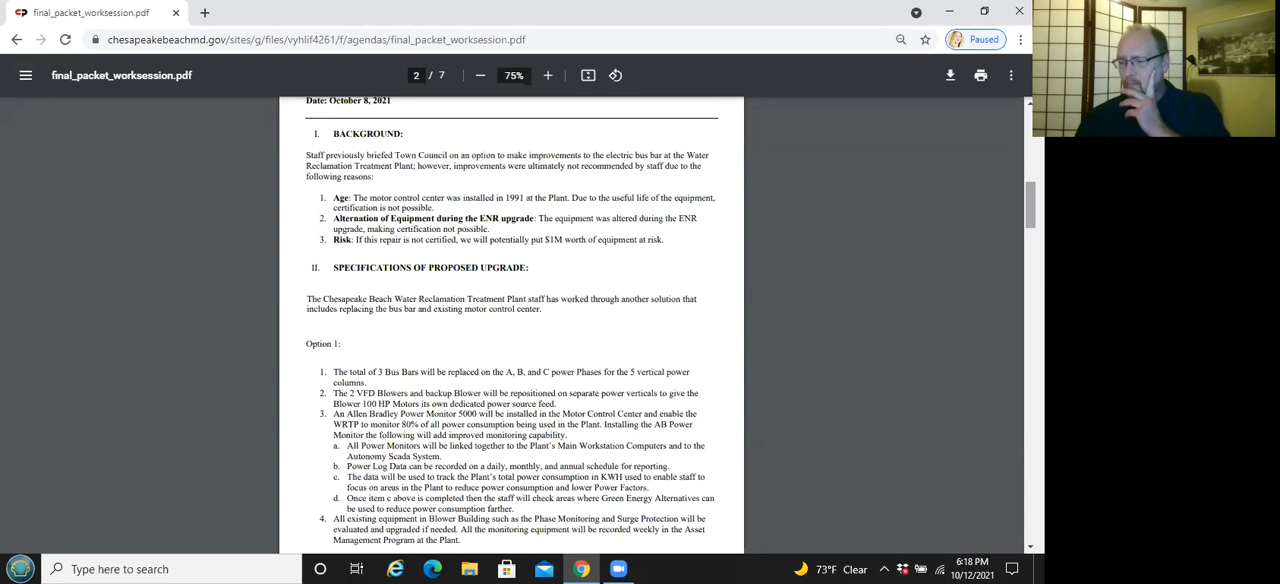 final_packet_worksession.pdf
chesapeakebeachmd.gov/sites/g/files/vyhlif4261/f/agendas/final_packet_worksession.pdf
Paused
final_packet_worksession.pdf
2 / 7
75%
Date: October 8, 2021
I. BACKGROUND:
Staff previously briefed Town Council on an option to make improvements to the electric bus bar at the Water
Reclamation Treatment Plant; however, improvements were ultimately not recommended by staff due to the
following reasons:
1. Age: The motor control center was installed in 1991 at the Plant. Due to the useful life of the equipment,
certification is not possible.
2. Alternation of Equipment during the ENR upgrade: The equipment was altered during the ENR
upgrade, making certification not possible.
3. Risk: If this repair is not certified, we will potentially put $1M worth of equipment at risk.
II. SPECIFICATIONS OF PROPOSED UPGRADE:
The Chesapeake Beach Water Reclamation Treatment Plant staff has worked through another solution that
includes replacing the bus bar and existing motor control center.
Option 1:
1. The total of 3 Bus Bars will be replaced on the A, B, and C power Phases for the 5 vertical power
columns.
2. The 2 VFD Blowers and backup Blower will be repositioned on separate power verticals to give the
Blower 100 HP Motors its own dedicated power source feed.
3. An Allen Bradley Power Monitor 5000 will be installed in the Motor Control Center and enable the
WRTP to monitor 80% of all power consumption being used in the Plant. Installing the AB Power
Monitor the following will add improved monitoring capability.
a. All Power Monitors will be linked together to the Plant's Main Workstation Computers and to the
Autonomy Scada System.
b. Power Log Data can be recorded on a daily, monthly, and annual schedule for reporting.
c. The data will be used to track the Plant's total power consumption in KWH used to enable staff to
focus on areas in the Plant to reduce power consumption and lower Power Factors.
d. Once item c above is completed then the staff will check areas where Green Energy Alternatives can
be used to reduce power consumption farther.
4. All existing equipment in Blower Building such as the Phase Monitoring and Surge Protection will be
evaluated and upgraded if needed. All the monitoring equipment will be recorded weekly in the Asset
Management Program at the Plant.
Type here to search
73°F Clear
6:18 PM
10/12/2021